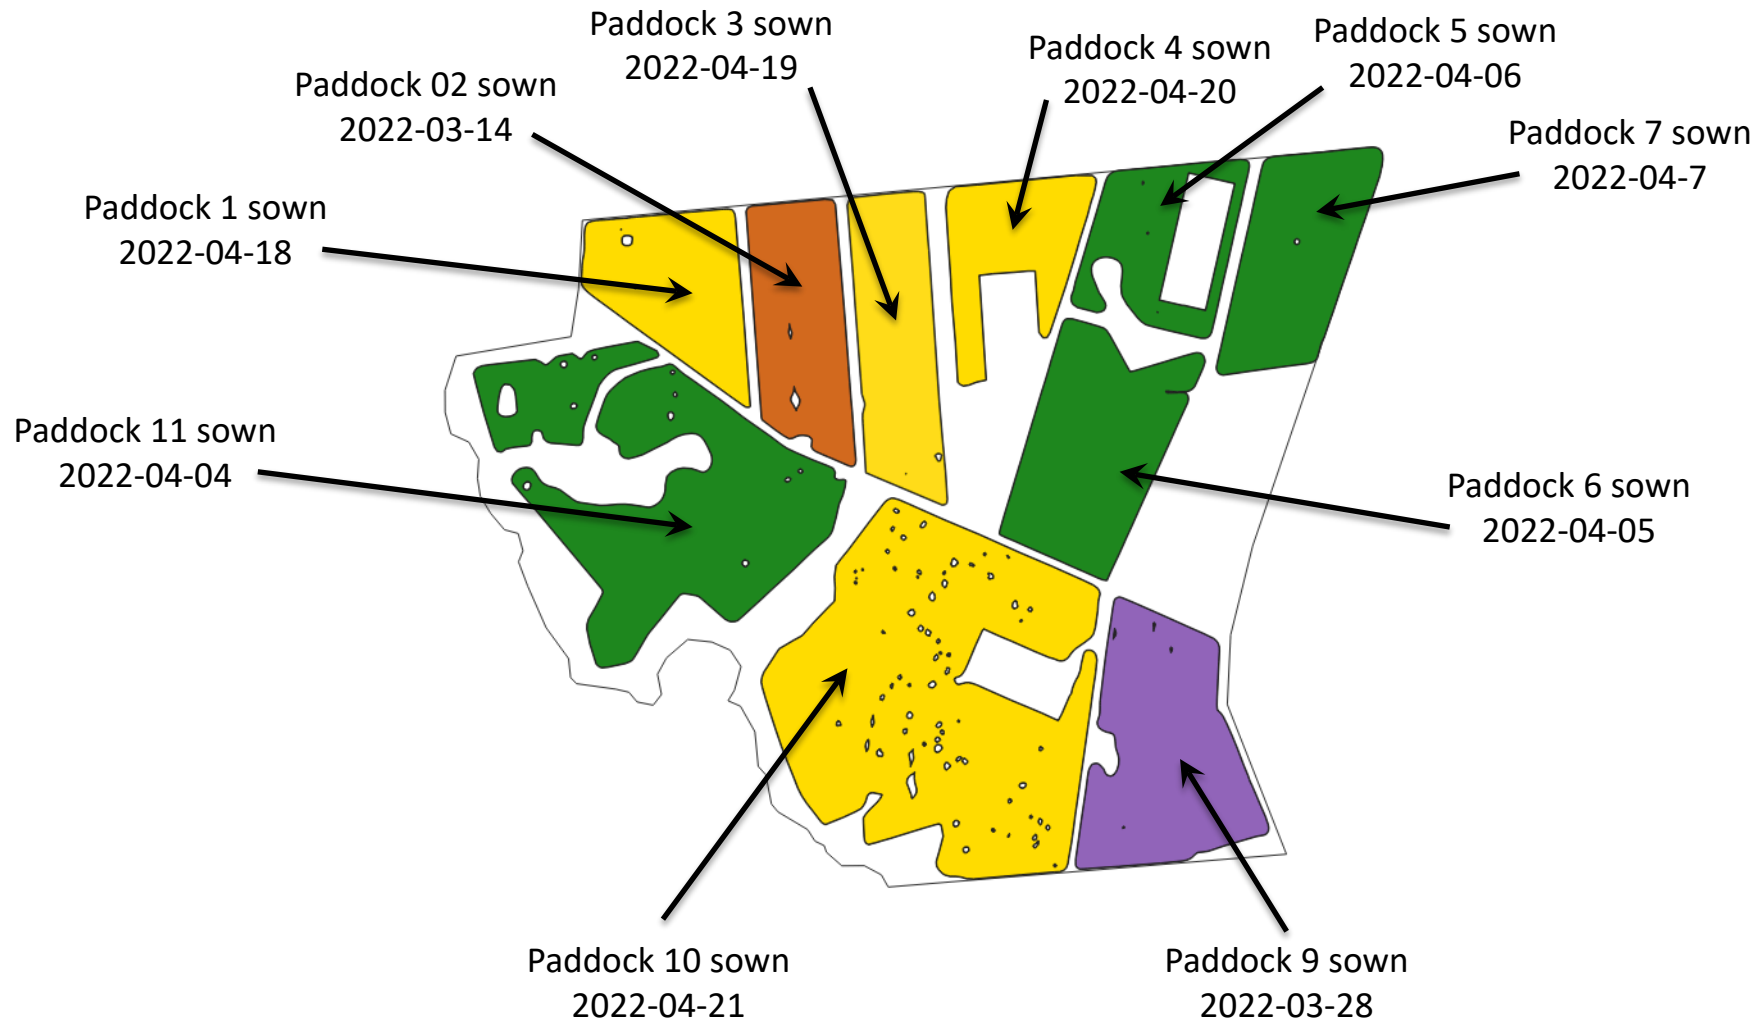 Paddock 3 sown
2022-04-19
Paddock 4 sown
2022-04-20
Paddock 5 sown
2022-04-06
Paddock 02 sown
2022-03-14
Paddock 7 sown
2022-04-7
Paddock 1 sown
2022-04-18
Paddock 11 sown
2022-04-04
Paddock 6 sown
2022-04-05
Paddock 10 sown
2022-04-21
Paddock 9 sown
2022-03-28